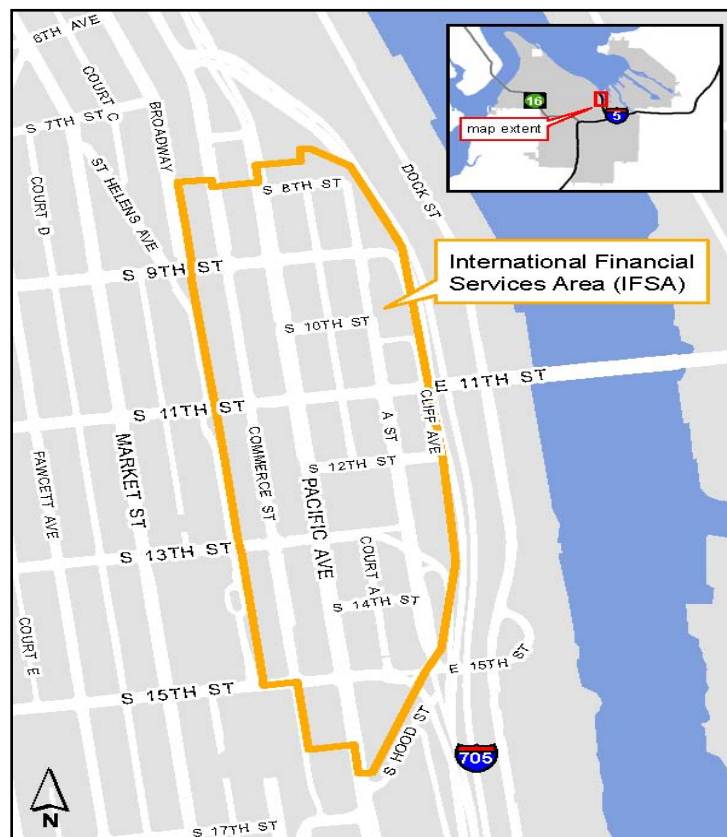 6TH AVE
COURT C
BROADWAY
S 7TH ST
ST HELENS AVE
COURT D
DOCK ST
16
5
map extent
S 8TH ST
S 9TH ST
International Financial
Services Area (IFSA)
S 10TH ST
E 11TH ST
S 11TH ST
CLIFF AVE
A ST
COMMERCE ST
MARKET ST
FAWCETT AVE
S 12TH ST
PACIFIC AVE
S 13TH ST
COURT A
S 14TH ST
COURT E
E 15TH ST
S 15TH ST
S HOOD ST
705
N
S 17TH ST